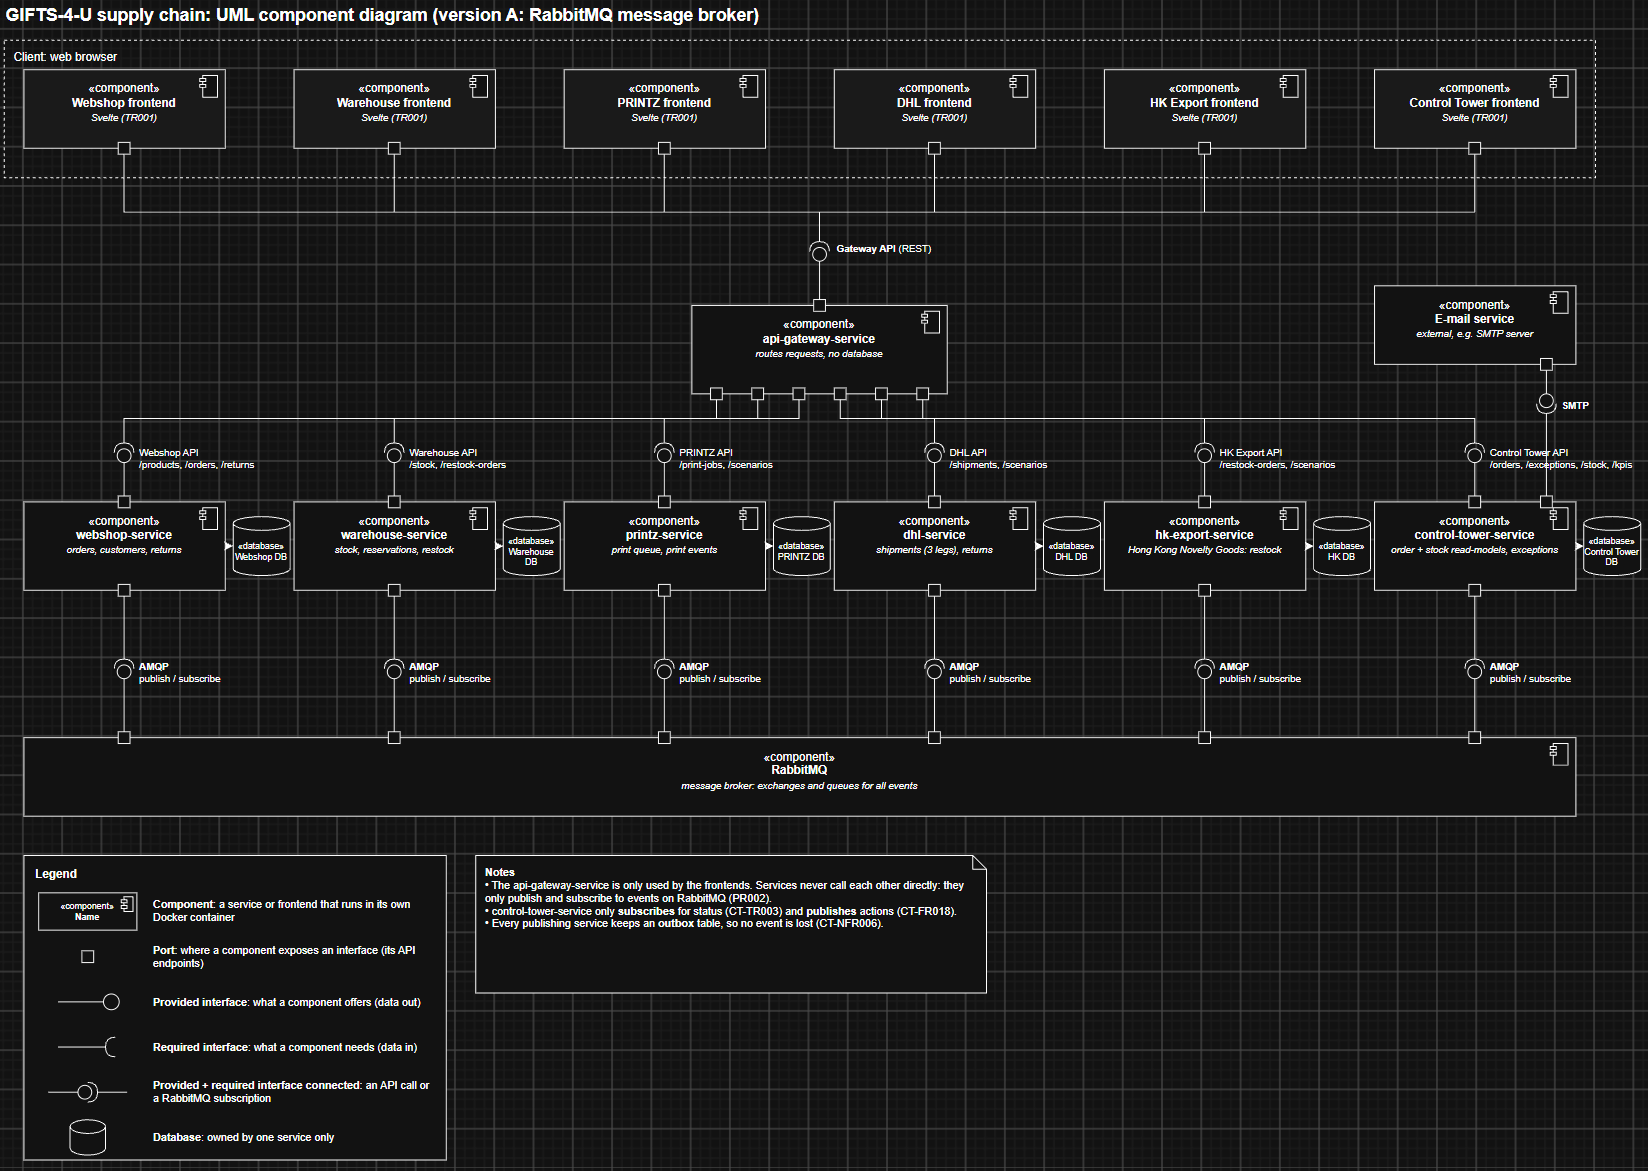 GIFTS-4-U supply chain: UML component diagram (version A: RabbitMQ message broker)
Client: web browser
«component»
Webshop frontend
Svelte (TR001)
«component»
Warehouse frontend
Svelte (TR001)
«component»
PRINTZ frontend
Svelte (TR001)
«component»
DHL frontend
Svelte (TR001)
«component»
HK Export frontend
Svelte (TR001)
«component»
Control Tower frontend
Svelte (TR001)
Gateway API (REST)
«component»
api-gateway-service
routes requests, no database
«component»
E-mail service
external, e.g. SMTP server
SMTP
Webshop API
/products, /orders, /returns
Warehouse API
/stock, /restock-orders
PRINTZ API
/print-jobs, /scenarios
DHL API
/shipments, /scenarios
HK Export API
/restock-orders, /scenarios
Control Tower API
/orders, /exceptions, /stock, /kpis
«component»
webshop-service
orders, customers, returns
«database»
Webshop DB
«component»
warehouse-service
stock, reservations, restock
«database»
Warehouse
DB
«component»
printz-service
print queue, print events
«database»
PRINTZ DB
«component»
dhl-service
shipments (3 legs), returns
«database»
DHL DB
«component»
hk-export-service
Hong Kong Novelty Goods: restock
«database»
HK DB
«component»
control-tower-service
order + stock read-models, exceptions
«database»
Control Tower
DB
AMQP
publish / subscribe
AMQP
publish / subscribe
AMQP
publish / subscribe
AMQP
publish / subscribe
AMQP
publish / subscribe
AMQP
publish / subscribe
«component»
RabbitMQ
message broker: exchanges and queues for all events
Legend
«component»
Name
Component: a service or frontend that runs in its own
Docker container
Port: where a component exposes an interface (its API
endpoints)
Provided interface: what a component offers (data out)
Required interface: what a component needs (data in)
Provided + required interface connected: an API call or
a RabbitMQ subscription
Database: owned by one service only
Notes
• The api-gateway-service is only used by the frontends. Services never call each other directly: they
only publish and subscribe to events on RabbitMQ (PR002).
• control-tower-service only subscribes for status (CT-TR003) and publishes actions (CT-FR018).
• Every publishing service keeps an outbox table, so no event is lost (CT-NFR006).